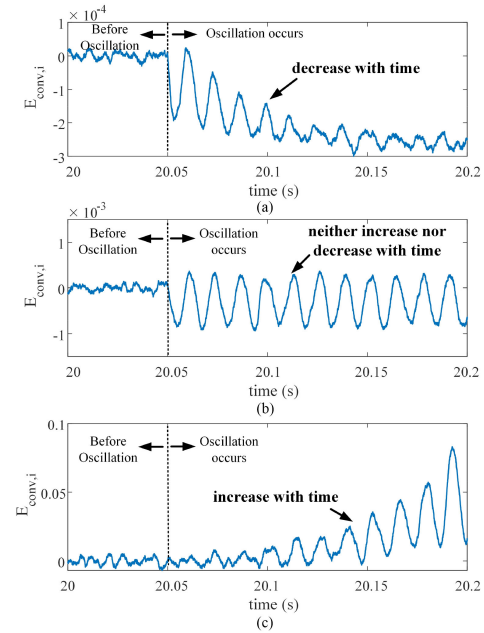 × 10⁻⁴
1
0
-1
-2
-3
E_conv,i
Before
Oscillation
Oscillation occurs
decrease with time
20
20.05
20.1
20.15
20.2
time (s)
(a)
× 10⁻³
1
0
-1
E_conv,i
Before
Oscillation
Oscillation
occurs
neither increase nor
decrease with time
20
20.05
20.1
20.15
20.2
time (s)
(b)
0.1
0.05
0
E_conv,i
Before
Oscillation
Oscillation
occurs
increase with time
20
20.05
20.1
20.15
20.2
time (s)
(c)